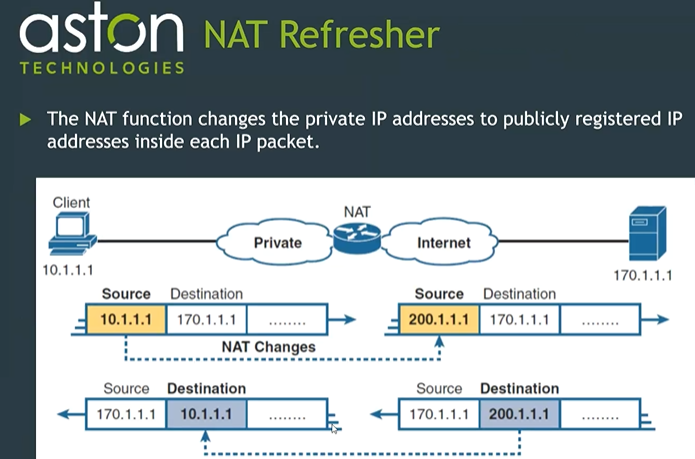 aston NAT Refresher
TECHNOLOGIES
The NAT function changes the private IP addresses to publicly registered IP
addresses inside each IP packet.
Client
NAT
Private
Internet
10.1.1.1
170.1.1.1
Source Destination
Source Destination
10.1.1.1 170.1.1.1 ........
200.1.1.1 170.1.1.1 ........
NAT Changes
Source Destination
Source Destination
170.1.1.1 10.1.1.1 ........
170.1.1.1 200.1.1.1 ........